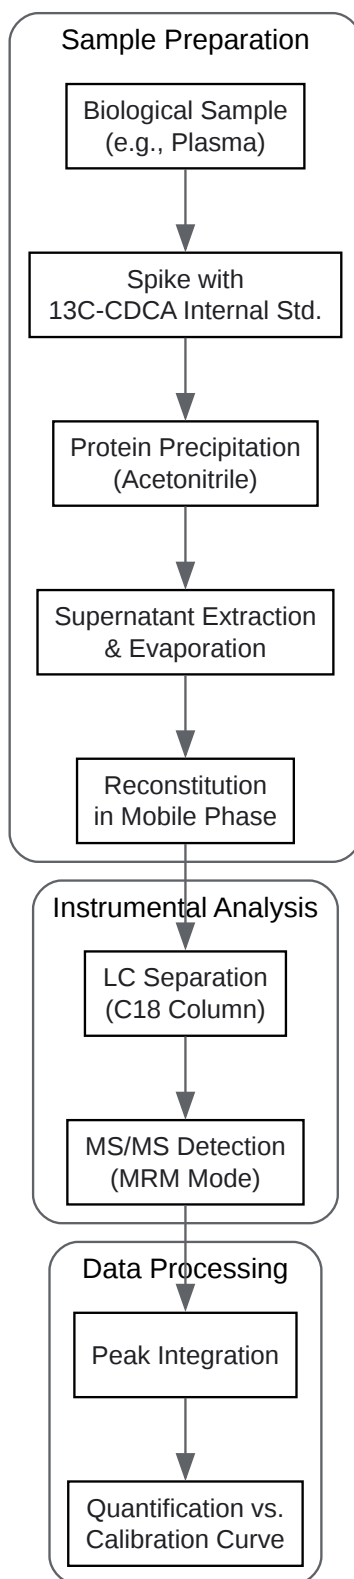 Sample Preparation
Biological Sample
(e.g., Plasma)
Spike with
13C-CDCA Internal Std.
Protein Precipitation
(Acetonitrile)
Supernatant Extraction
& Evaporation
Reconstitution
in Mobile Phase
Instrumental Analysis
LC Separation
(C18 Column)
MS/MS Detection
(MRM Mode)
Data Processing
Peak Integration
Quantification vs.
Calibration Curve